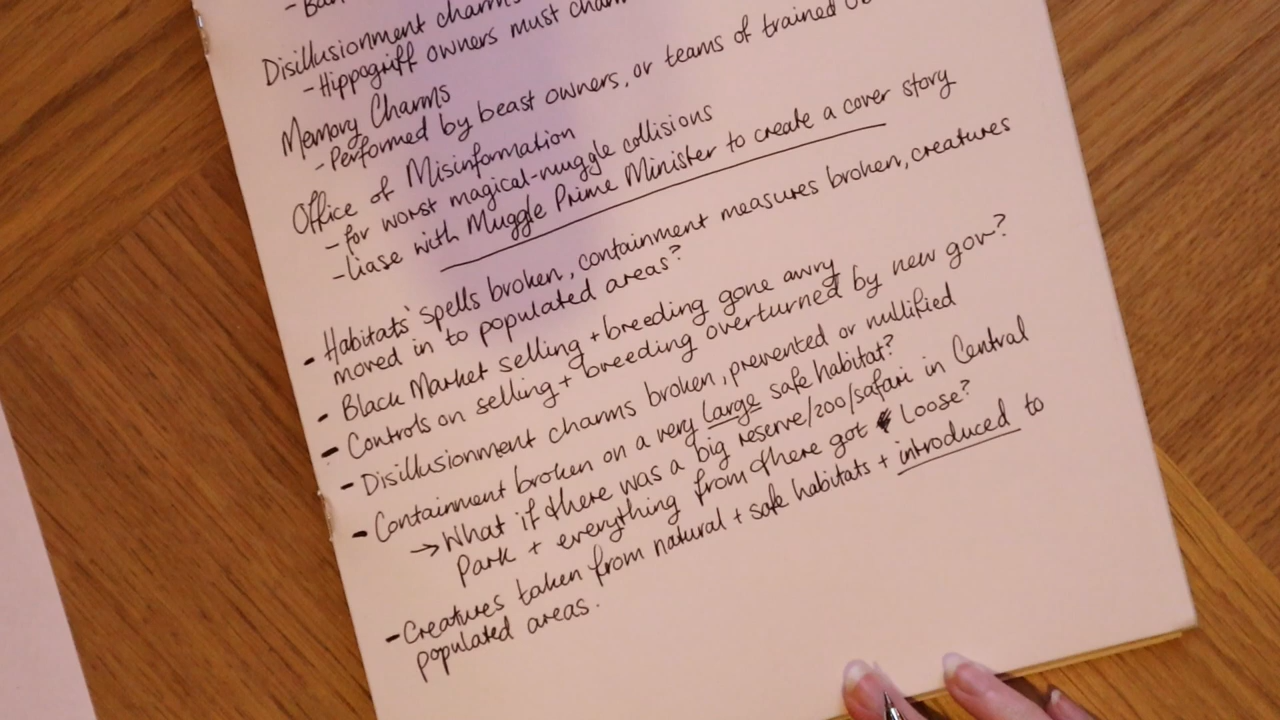 Disillusionment charms
- Hippogriff owners must
Memory Charms
- Performed by beast owners, or teams of trained
Office of Misinformation
- for worst magical-muggle collisions
- Liase with Muggle Prime Minister to create a cover story
- Habitats' spells broken, containment measures broken, creatures
moved in to populated areas?
- Black Market selling + breeding gone awry
- Controls on selling + breeding overturned by new gov?
- Disillusionment charms broken, prevented or nullified
- Containment broken on a very large safe habitat?
→ What if there was a big reserve/zoo/safari in Central
Park + everything from there got Loose?
- Creatures taken from natural + safe habitats + introduced to
populated areas.